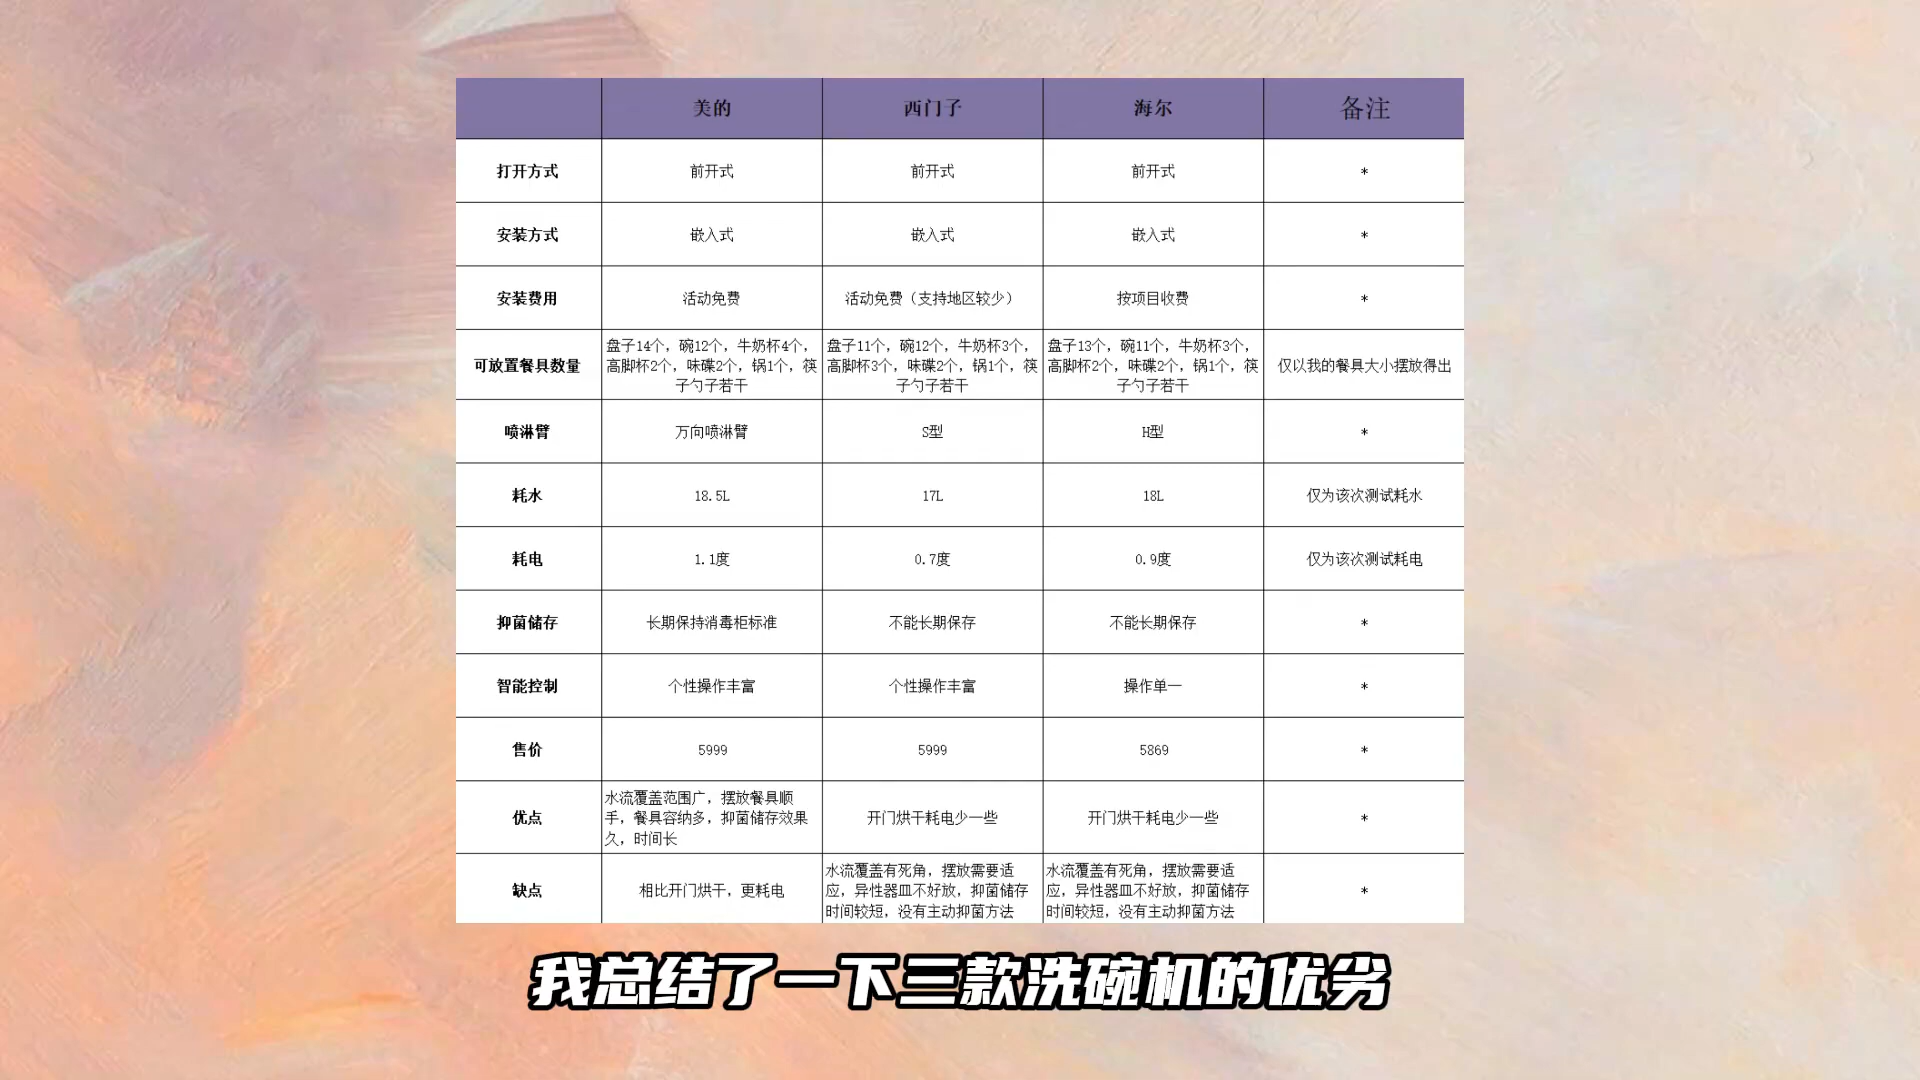 美的 西门子 海尔 备注
打开方式 前开式 前开式 前开式 *
安装方式 嵌入式 嵌入式 嵌入式 *
安装费用 活动免费 活动免费（支持地区较少） 按项目收费 *
可放置餐具数量 盘子14个，碗12个，牛奶杯4个，高脚杯2个，味碟2个，锅1个，筷子勺子若干 盘子11个，碗12个，牛奶杯3个，高脚杯3个，味碟2个，锅1个，筷子勺子若干 盘子13个，碗11个，牛奶杯3个，高脚杯2个，味碟2个，锅1个，筷子勺子若干 仅以我的餐具大小摆放得出
喷淋臂 万向喷淋臂 S型 H型 *
耗水 18.5L 17L 18L 仅为该次测试耗水
耗电 1.1度 0.7度 0.9度 仅为该次测试耗电
抑菌储存 长期保持消毒柜标准 不能长期保存 不能长期保存 *
智能控制 个性操作丰富 个性操作丰富 操作单一 *
售价 5999 5999 5869 *
优点 水流覆盖范围广，摆放餐具顺手，餐具容纳多，抑菌储存效果久，时间长 开门烘干耗电少一些 开门烘干耗电少一些 *
缺点 相比开门烘干，更耗电 水流覆盖有死角，摆放需要适应，异性器皿不好放，抑菌储存时间较短，没有主动抑菌方法 水流覆盖有死角，摆放需要适应，异性器皿不好放，抑菌储存时间较短，没有主动抑菌方法 *
我总结了一下三款洗碗机的优劣